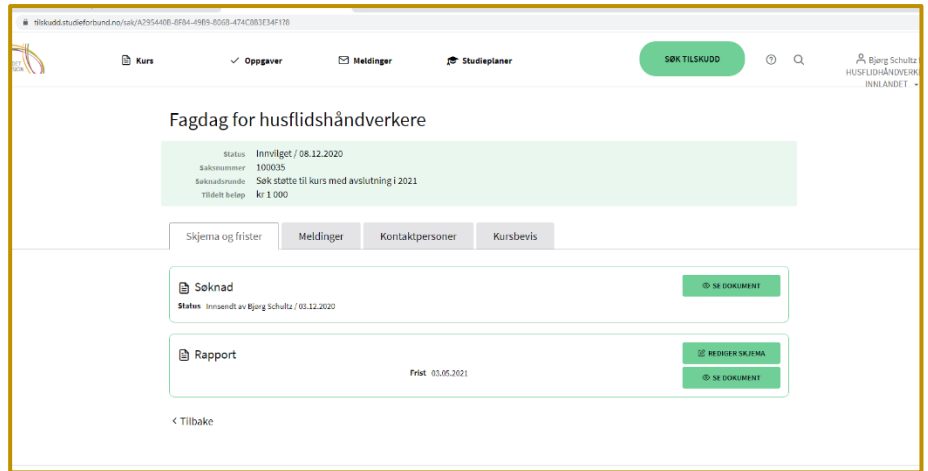 tilskudd.studieforbund.no/sak/A295440B-8F84-49B9-806B-474C8B3E34F178
Kurs Oppgaver Meldinger Studieplaner SØK TILSKUDD Bjørg Schultz
HUSFLIDHÅNDVERK
INNLANDET
Fagdag for husflidshåndverkere
Status Innvilget / 08.12.2020
Saksnummer 100035
Søknadsrunde Søk støtte til kurs med avslutning i 2021
Tildelt beløp kr 1 000
Skjema og frister Meldinger Kontaktpersoner Kursbevis
Søknad SE DOKUMENT
Status Innsendt av Bjørg Schultz / 03.12.2020
Rapport REDIGER SKJEMA
Frist 03.05.2021
SE DOKUMENT
< Tilbake